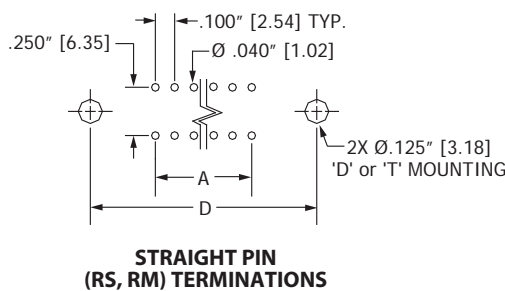 .100" [2.54] TYP.
.250" [6.35]
Ø .040" [1.02]
2X Ø.125" [3.18]
'D' or 'T' MOUNTING
A
D
STRAIGHT PIN
(RS, RM) TERMINATIONS